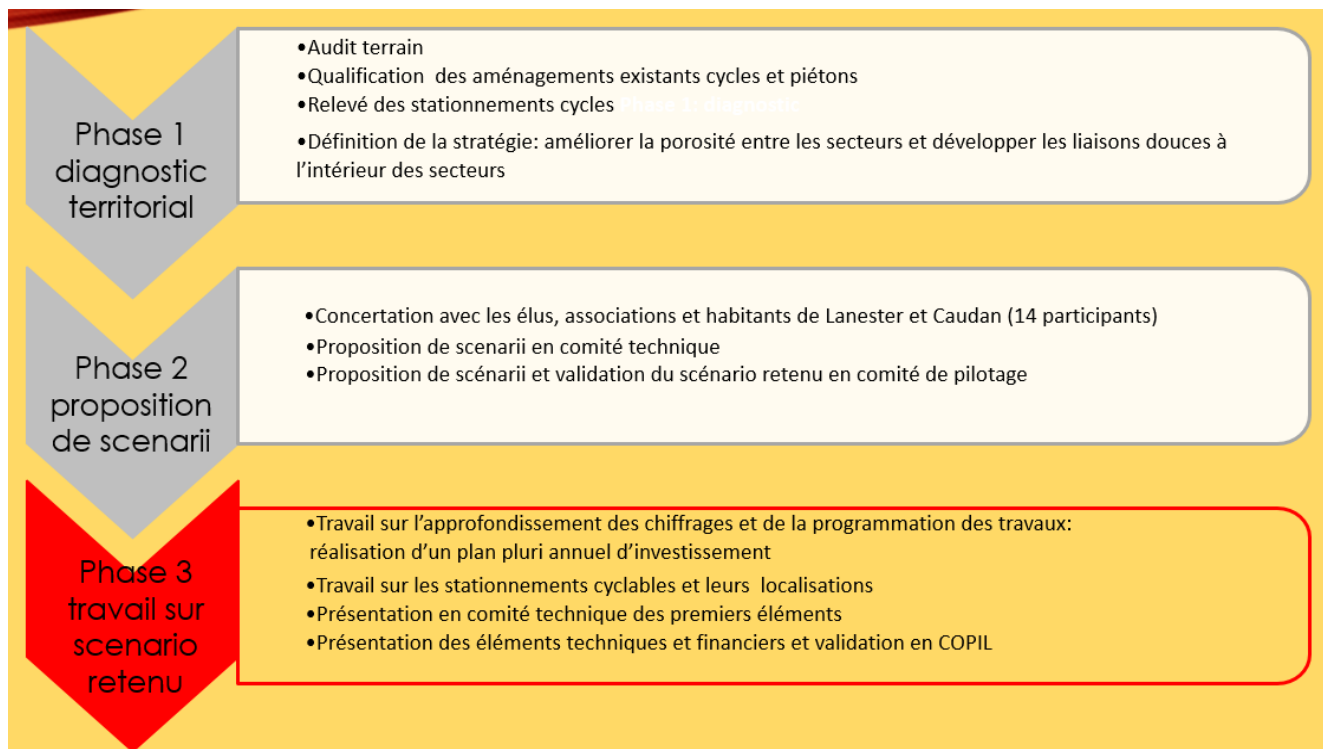 Phase 1
diagnostic
territorial
•Audit terrain
•Qualification  des aménagements existants cycles et piétons
•Relevé des stationnements cycles Phase 1: diagnostic
•Définition de la stratégie: améliorer la porosité entre les secteurs et développer les liaisons douces à
l’intérieur des secteurs
Phase 2
proposition
de scenarii
•Concertation avec les élus, associations et habitants de Lanester et Caudan (14 participants)
•Proposition de scenarii en comité technique
•Proposition de scénarii et validation du scénario retenu en comité de pilotage
Phase 3
travail sur
scenario
retenu
•Travail sur l’approfondissement des chiffrages et de la programmation des travaux:
réalisation d’un plan pluri annuel d’investissement
•Travail sur les stationnements cyclables et leurs  localisations
•Présentation en comité technique des premiers éléments
•Présentation des éléments techniques et financiers et validation en COPIL